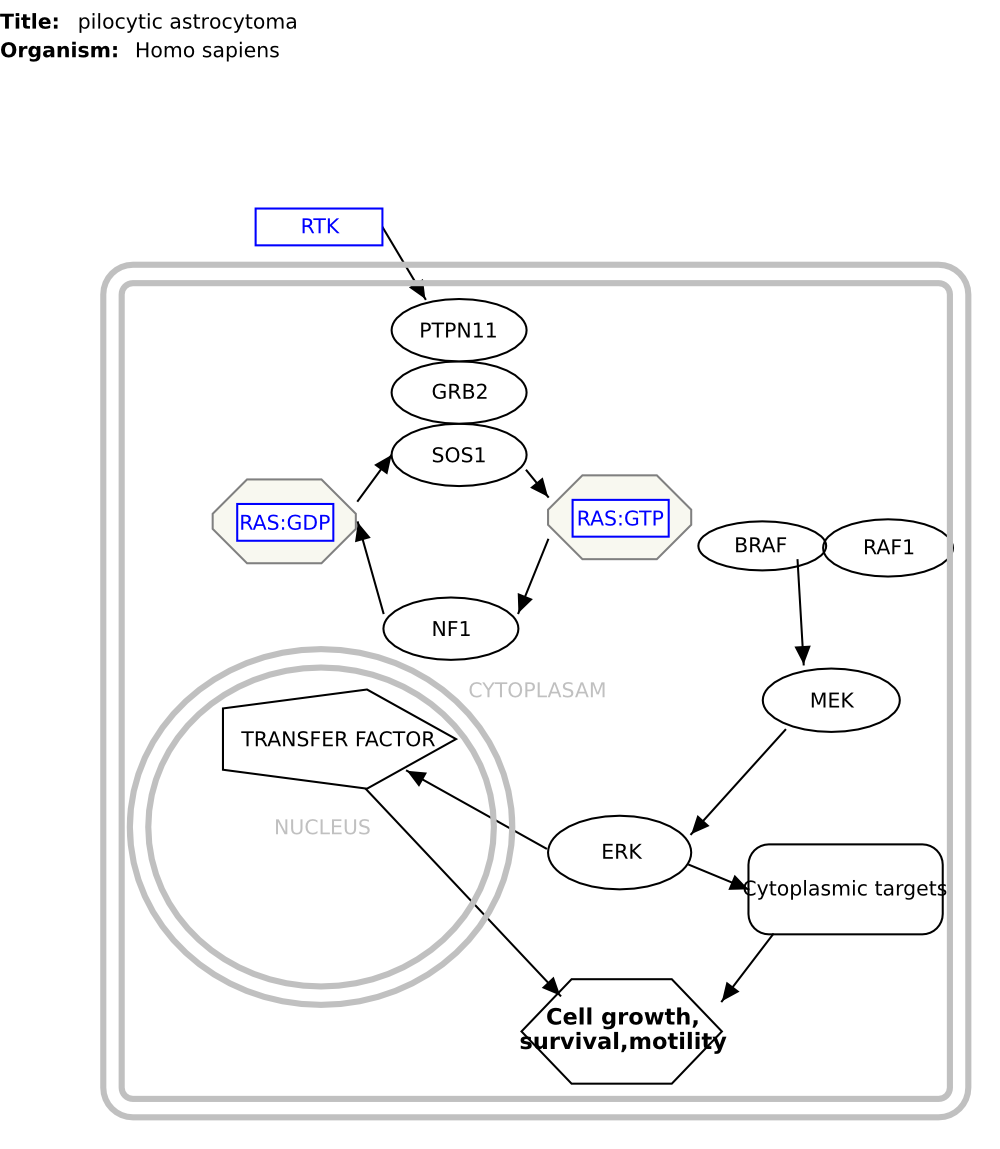 Title: pilocytic astrocytoma
Organism: Homo sapiens
RTK
PTPN11
GRB2
SOS1
RAS:GDP
RAS:GTP
BRAF
RAF1
NF1
CYTOPLASAM
MEK
TRANSFER FACTOR
NUCLEUS
ERK
Cytoplasmic targets
Cell growth,
survival,motility